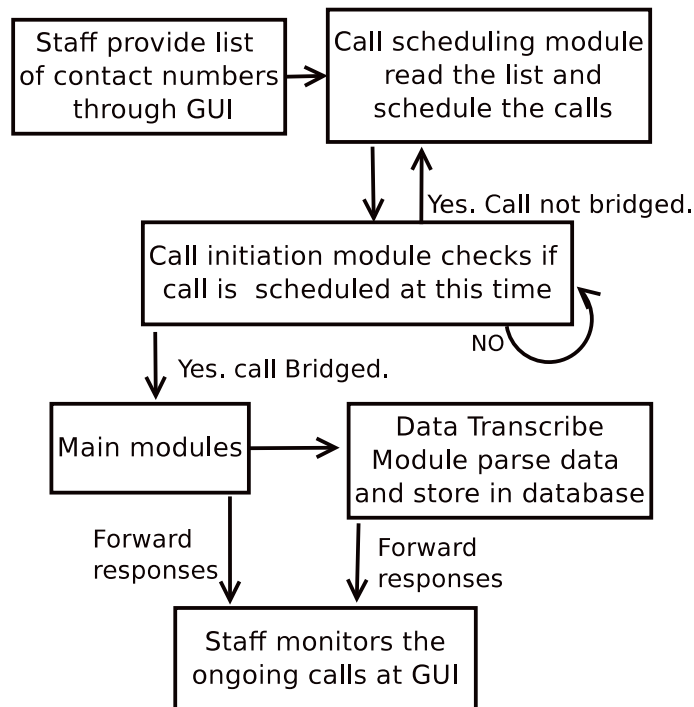 Staff provide list
of contact numbers
through GUI
Call scheduling module
read the list and
schedule the calls
Yes. Call not bridged.
Call initiation module checks if
call is  scheduled at this time
NO
Yes. call Bridged.
Main modules
Data Transcribe
Module parse data
and store in database
Forward
responses
Forward
responses
Staff monitors the
ongoing calls at GUI